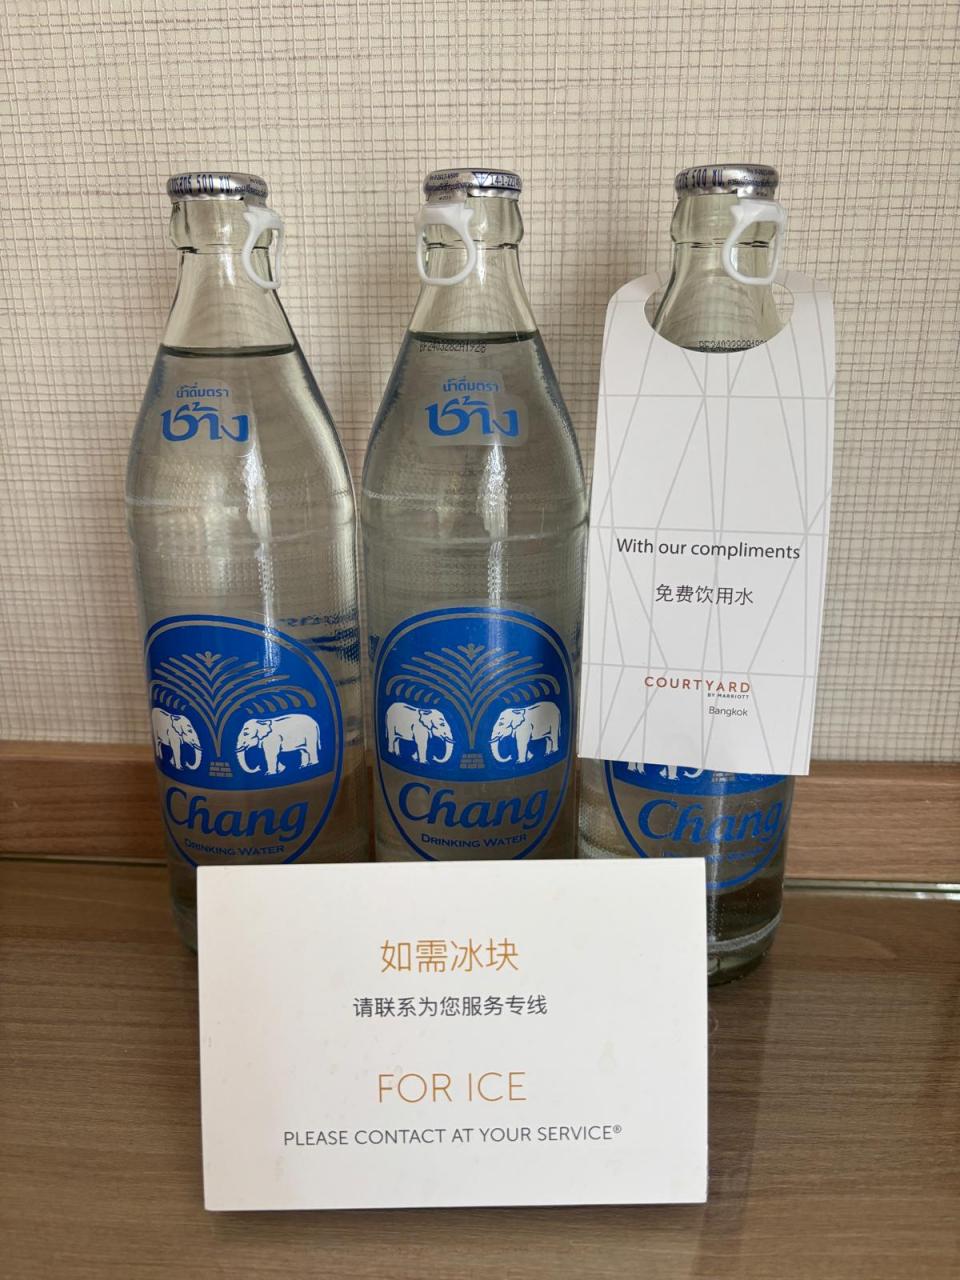 500
500
น้ำดื่มตรา
ช้าง
น้ำดื่มตรา
ช้าง
With our compliments
免费饮用水
COURTYARD
BY MARRIOTT
Bangkok
Chang
DRINKING WATER
Chang
DRINKING WATER
Chang
如需冰块
请联系为您服务专线
FOR ICE
PLEASE CONTACT AT YOUR SERVICE®